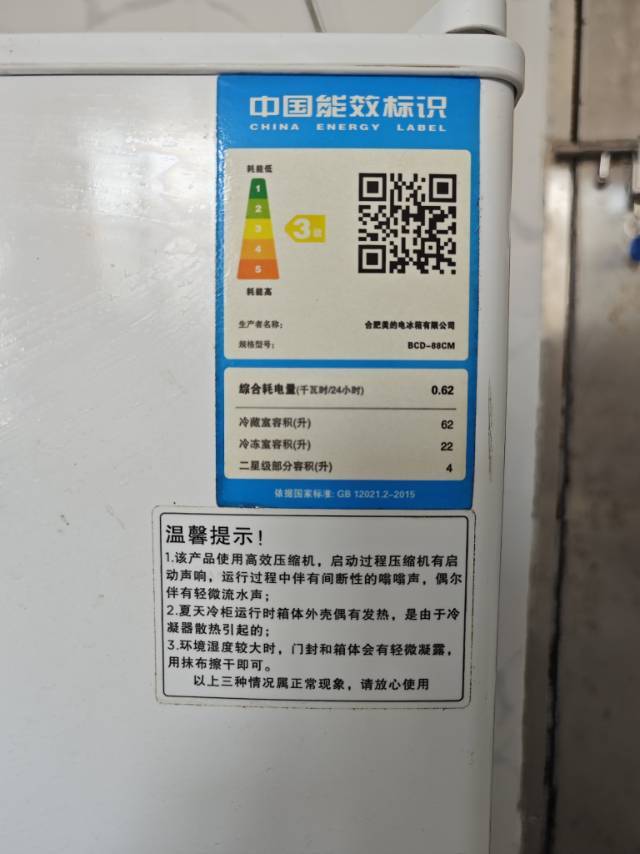 中国能效标识
CHINA ENERGY LABEL
耗能低
1
2
3
4
5
3级
耗能高
生产者名称： 合肥美的电冰箱有限公司
规格型号： BCD-88CM
综合耗电量(千瓦时/24小时) 0.62
冷藏室容积(升) 62
冷冻室容积(升) 22
二星级部分容积(升) 4
依据国家标准: GB 12021.2-2015
温馨提示！
1.该产品使用高效压缩机，启动过程压缩机有启
动声响，运行过程中伴有间断性的嗡嗡声，偶尔
伴有轻微流水声；
2.夏天冷柜运行时箱体外壳偶有发热，是由于冷
凝器散热引起的；
3.环境湿度较大时，门封和箱体会有轻微凝露，
用抹布擦干即可。
以上三种情况属正常现象，请放心使用